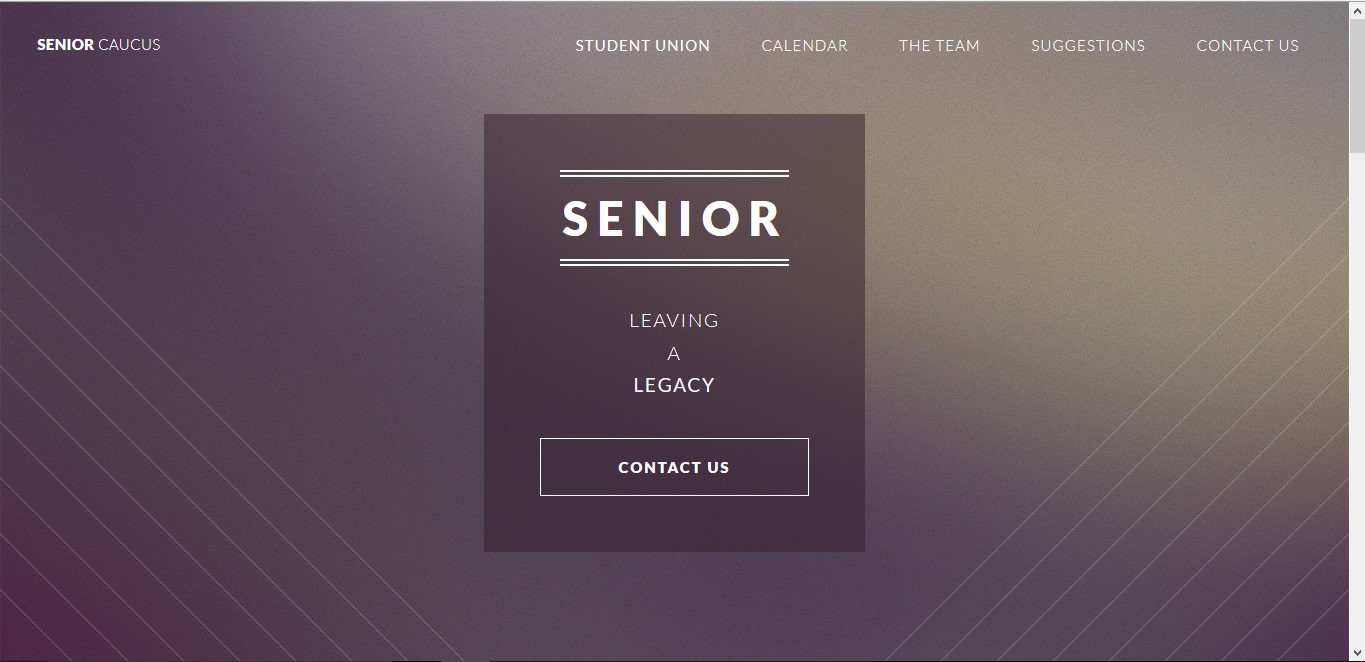 SENIOR CAUCUS
STUDENT UNION CALENDAR THE TEAM SUGGESTIONS CONTACT US
SENIOR
LEAVING
A
LEGACY
CONTACT US